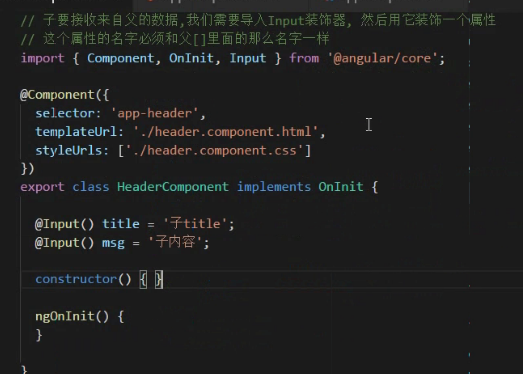 // 子要接收来自父的数据,我们需要导入Input装饰器, 然后用它装饰一个属性
// 这个属性的名字必须和父[]里面的那么名字一样
import { Component, OnInit, Input } from '@angular/core';
@Component({
  selector: 'app-header',
  templateUrl: './header.component.html',
  styleUrls: ['./header.component.css']
})
export class HeaderComponent implements OnInit {
  @Input() title = '子title';
  @Input() msg = '子内容';
  constructor() { }
  ngOnInit() {
  }
}